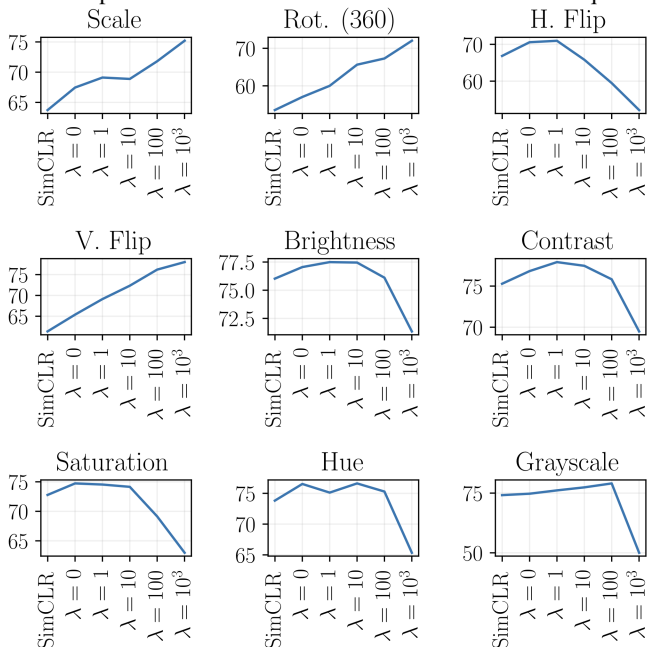 Scale
Rot. (360)
H. Flip
75
70
65
SimCLR
λ = 0
λ = 1
λ = 10
λ = 100
λ = 10³
70
60
SimCLR
λ = 0
λ = 1
λ = 10
λ = 100
λ = 10³
70
60
SimCLR
λ = 0
λ = 1
λ = 10
λ = 100
λ = 10³
V. Flip
Brightness
Contrast
75
70
65
SimCLR
λ = 0
λ = 1
λ = 10
λ = 100
λ = 10³
77.5
75.0
72.5
SimCLR
λ = 0
λ = 1
λ = 10
λ = 100
λ = 10³
75
70
SimCLR
λ = 0
λ = 1
λ = 10
λ = 100
λ = 10³
Saturation
Hue
Grayscale
75
70
65
SimCLR
λ = 0
λ = 1
λ = 10
λ = 100
λ = 10³
75
70
65
SimCLR
λ = 0
λ = 1
λ = 10
λ = 100
λ = 10³
75
50
SimCLR
λ = 0
λ = 1
λ = 10
λ = 100
λ = 10³